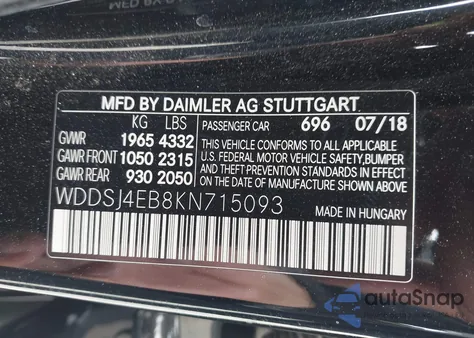 MFD BY DAIMLER AG STUTTGART
KG LBS PASSENGER CAR 696 07/18
GVWR 1965 4332 THIS VEHICLE CONFORMS TO ALL APPLICABLE
GAWR FRONT 1050 2315 U.S. FEDERAL MOTOR VEHICLE SAFETY,BUMPER
GAWR REAR 930 2050 AND THEFT PREVENTION STANDARDS IN EFFECT
ON THE DATE OF MANUFACTURE SHOWN ABOVE.
WDDSJ4EB8KN715093 MADE IN HUNGARY
autoSnap